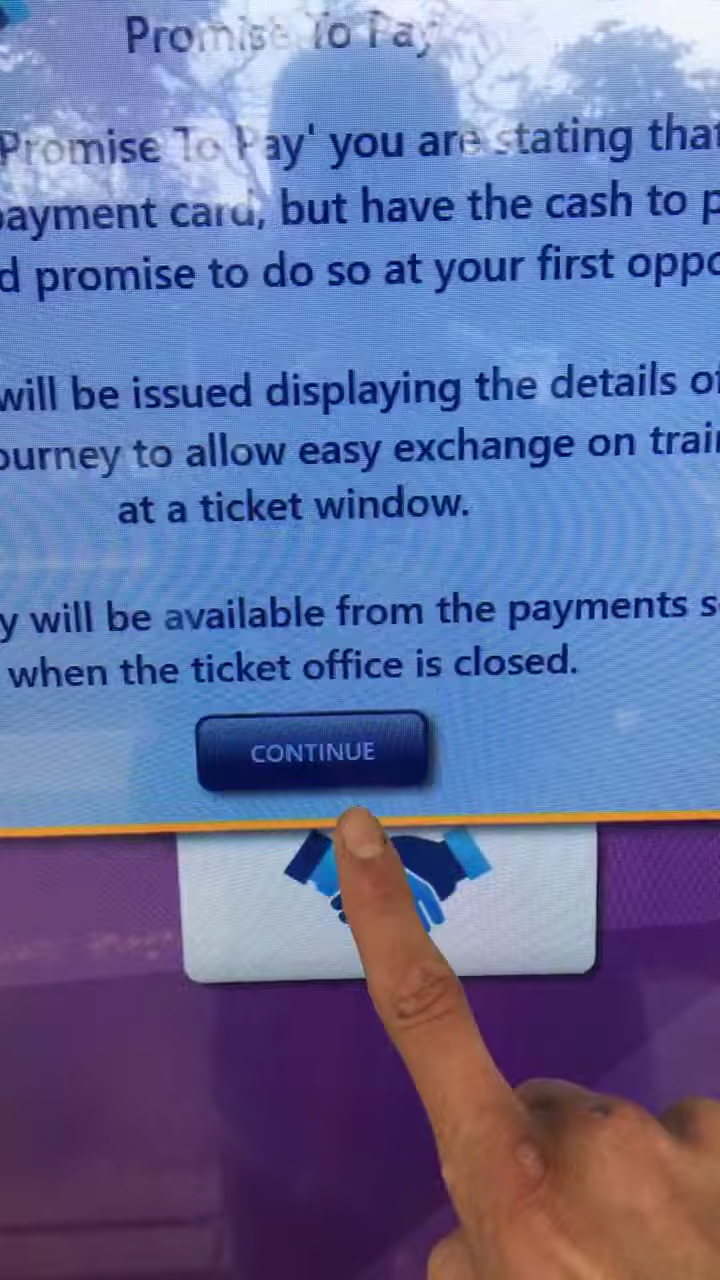 Promise To Pay
Promise To Pay' you are stating that
payment card, but have the cash to p
d promise to do so at your first oppo
will be issued displaying the details of
ourney to allow easy exchange on train
at a ticket window.
y will be available from the payments s
when the ticket office is closed.
CONTINUE